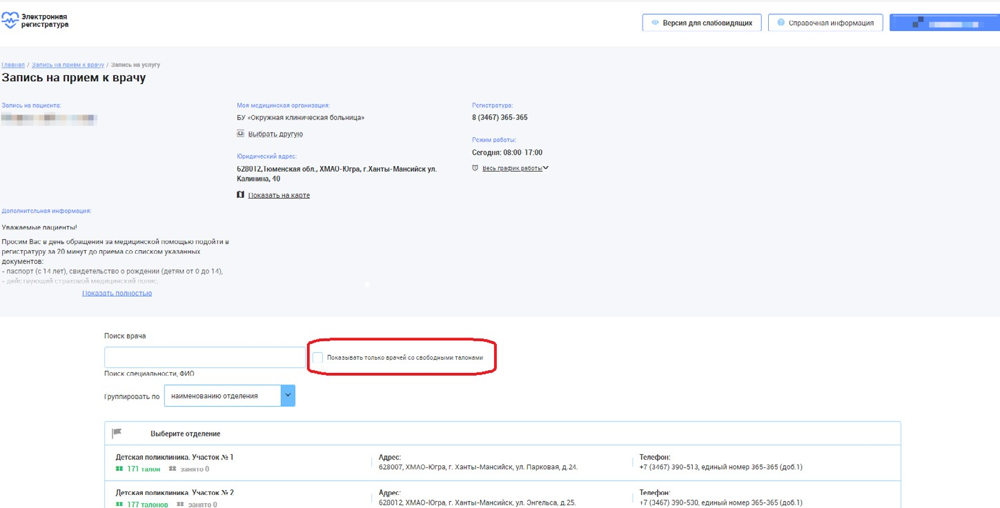 Электронная
регистратура
Версия для слабовидящих
Справочная информация
Главная / Запись на прием к врачу / Запись на услугу
Запись на прием к врачу
Запись на пациента:
Моя медицинская организация:
БУ «Окружная клиническая больница»
Выбрать другую
Юридический адрес:
628012,Тюменская обл., ХМАО-Югра, г.Ханты-Мансийск ул.
Калинина, 40
Показать на карте
Регистратура:
8 (3467) 365-365
Режим работы:
Сегодня: 08:00-17:00
Весь график работы
Дополнительная информация:
Уважаемые пациенты!
Просим Вас в день обращения за медицинской помощью подойти в
регистратуру за 20 минут до приема со списком указанных
документов:
- паспорт (с 14 лет), свидетельство о рождении (детям от 0 до 14),
- действующий страховой медицинский полис,
Показать полностью
Поиск врача
Показывать только врачей со свободными талонами
Поиск специальности, ФИО
Группировать по наименованию отделения
Выберите отделение
Детская поликлиника. Участок № 1
171 талон занято 0
Адрес:
628007, ХМАО-Югра, г. Ханты-Мансийск, ул. Парковая, д.24.
Телефон:
+7 (3467) 390-513, единый номер 365-365 (доб.1)
Детская поликлиника. Участок № 2
177 талонов занято 0
Адрес:
628012, ХМАО-Югра, г. Ханты-Мансийск, ул. Энгельса, д.25.
Телефон:
+7 (3467) 390-530, единый номер 365-365 (доб.1)